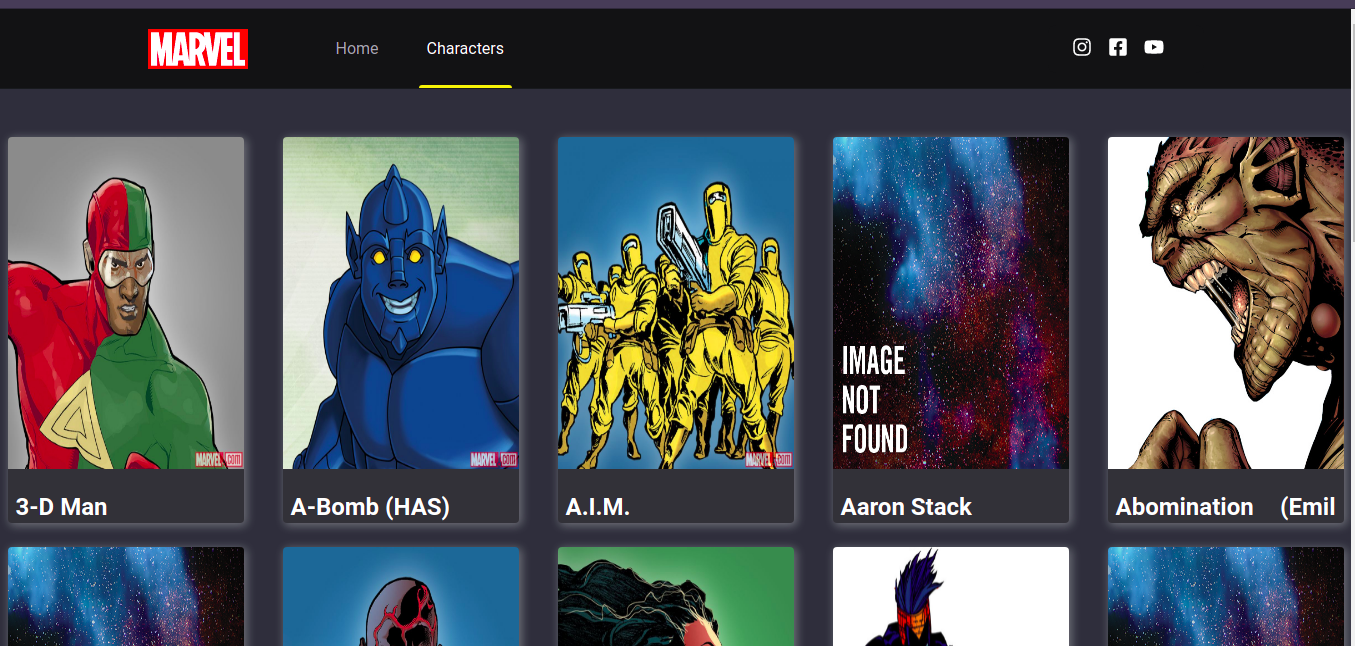 MARVEL
Home
Characters
MARVEL .COM
MARVEL .COM
MARVEL .COM
IMAGE
NOT
FOUND
3-D Man
A-Bomb (HAS)
A.I.M.
Aaron Stack
Abomination (Emil